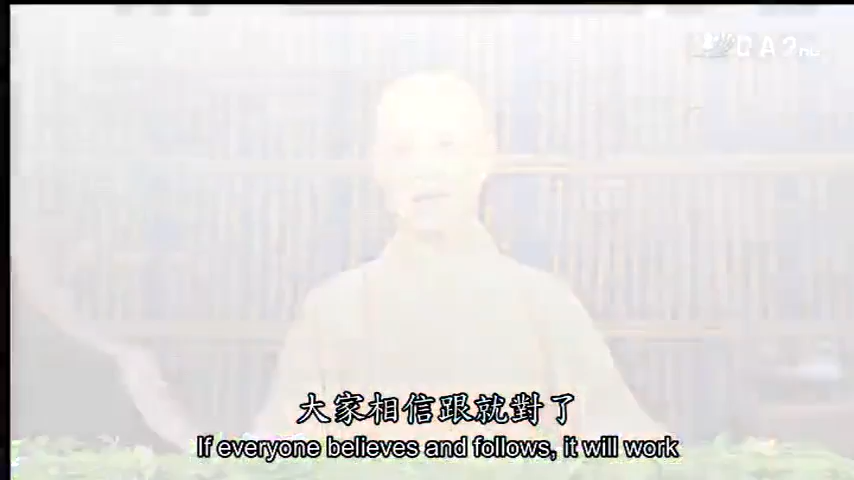 大家相信跟就對了
If everyone believes and follows, it will work